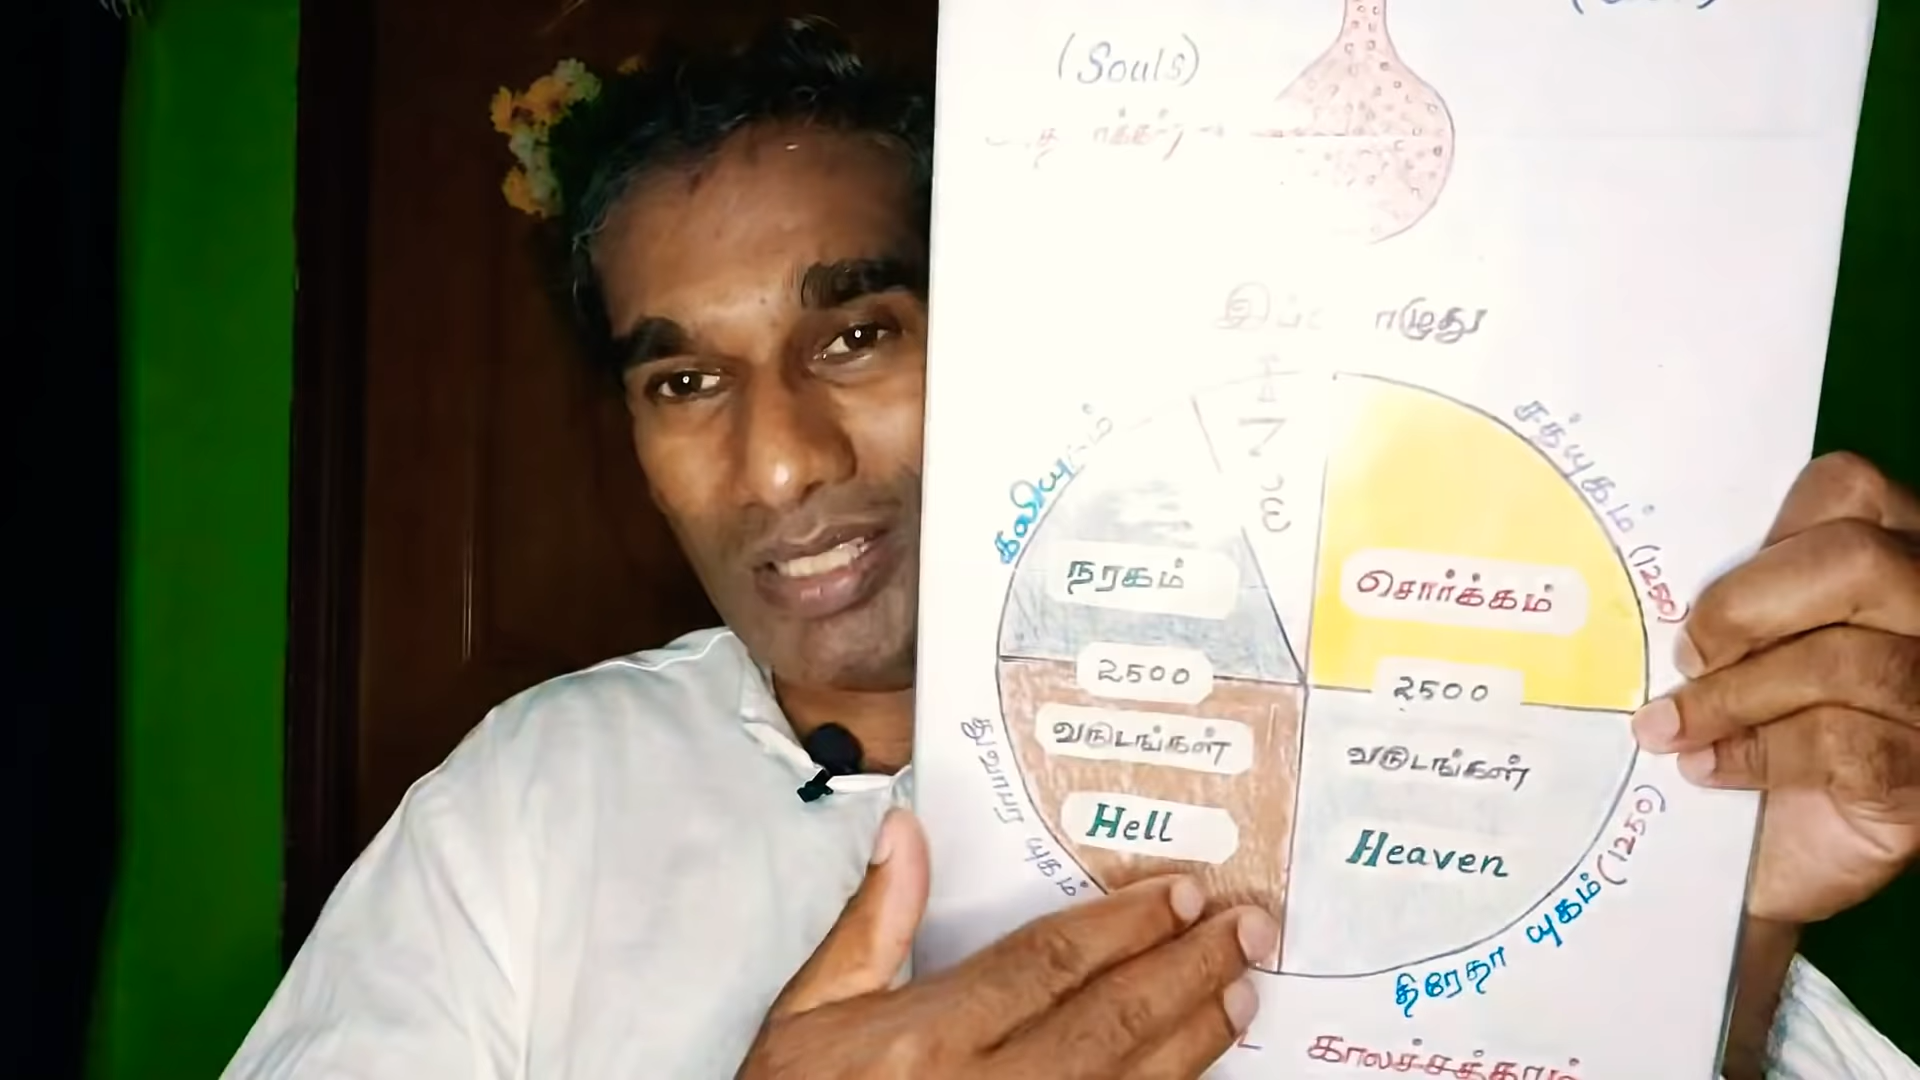 (Souls)
சத்யுகம் (1250)
நரகம்
சொர்க்கம்
2500
2500
வருடங்கள்
வருடங்கள்
Hell
Heaven
துவாபர யுகம்
திரேதா யுகம் (1250)
காலச்சக்கரம்